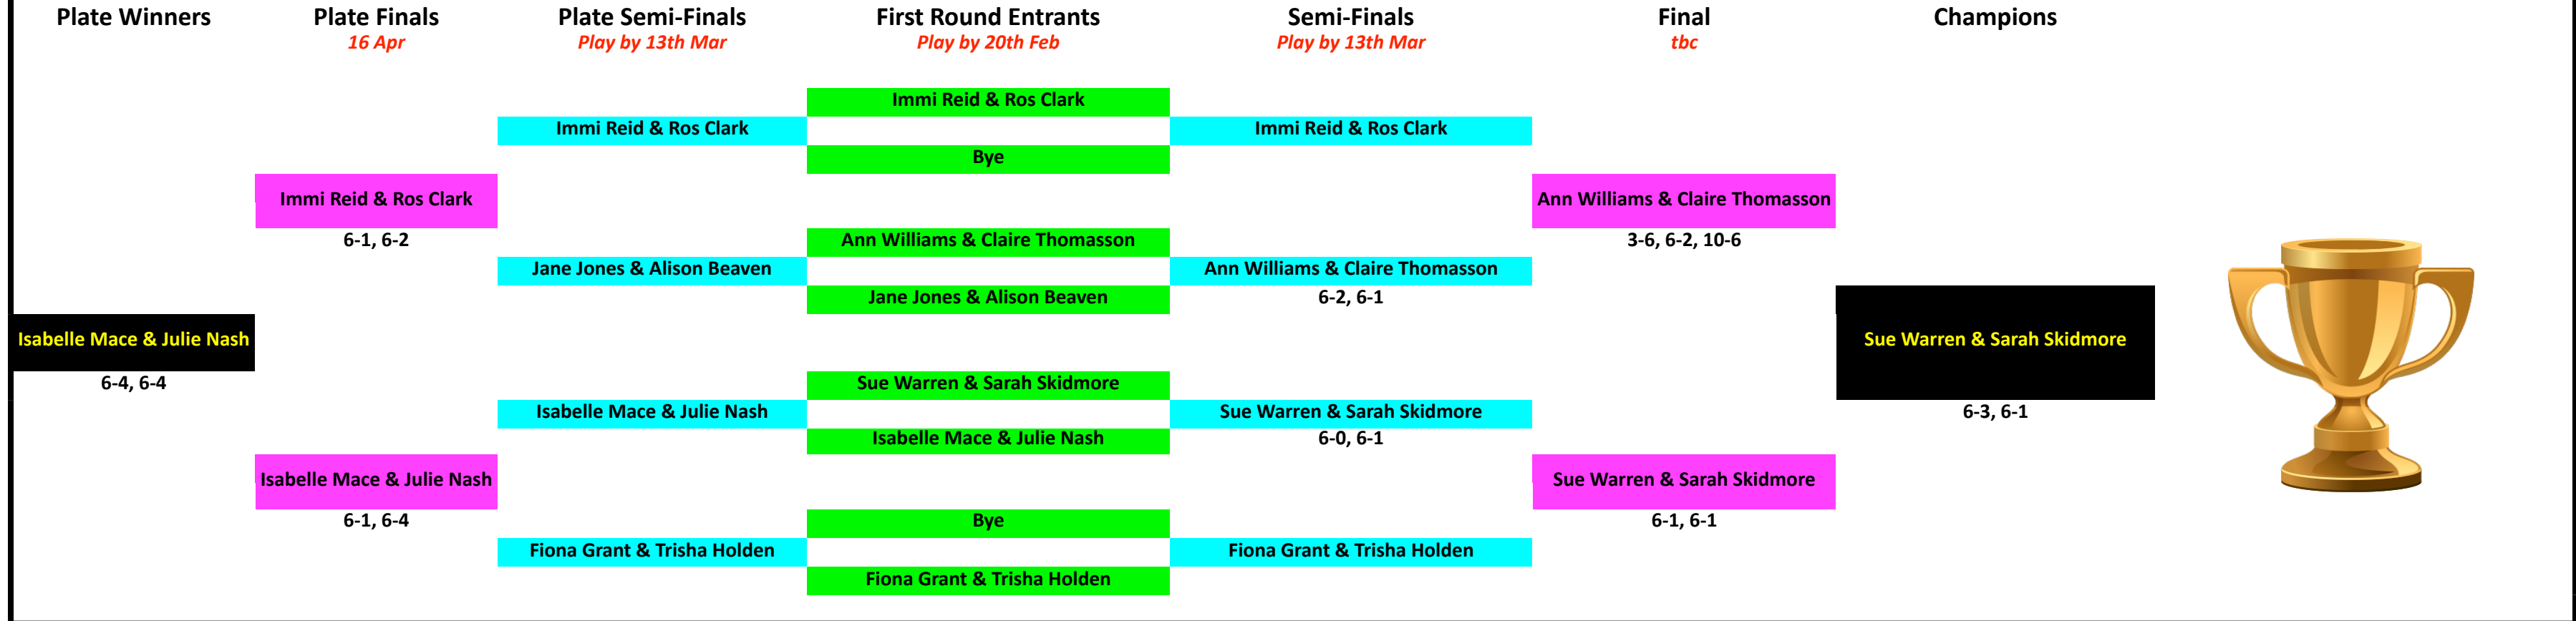 Plate Winners
Plate Finals
16 Apr
Plate Semi-Finals
Play by 13th Mar
First Round Entrants
Play by 20th Feb
Semi-Finals
Play by 13th Mar
Final
tbc
Champions
Isabelle Mace & Julie Nash
6-4, 6-4
Immi Reid & Ros Clark
6-1, 6-2
Isabelle Mace & Julie Nash
6-1, 6-4
Immi Reid & Ros Clark
Jane Jones & Alison Beaven
Isabelle Mace & Julie Nash
Fiona Grant & Trisha Holden
Immi Reid & Ros Clark
Bye
Ann Williams & Claire Thomasson
Jane Jones & Alison Beaven
Sue Warren & Sarah Skidmore
Isabelle Mace & Julie Nash
Bye
Fiona Grant & Trisha Holden
Immi Reid & Ros Clark
Ann Williams & Claire Thomasson
6-2, 6-1
Sue Warren & Sarah Skidmore
6-0, 6-1
Fiona Grant & Trisha Holden
Ann Williams & Claire Thomasson
3-6, 6-2, 10-6
Sue Warren & Sarah Skidmore
6-1, 6-1
Sue Warren & Sarah Skidmore
6-3, 6-1